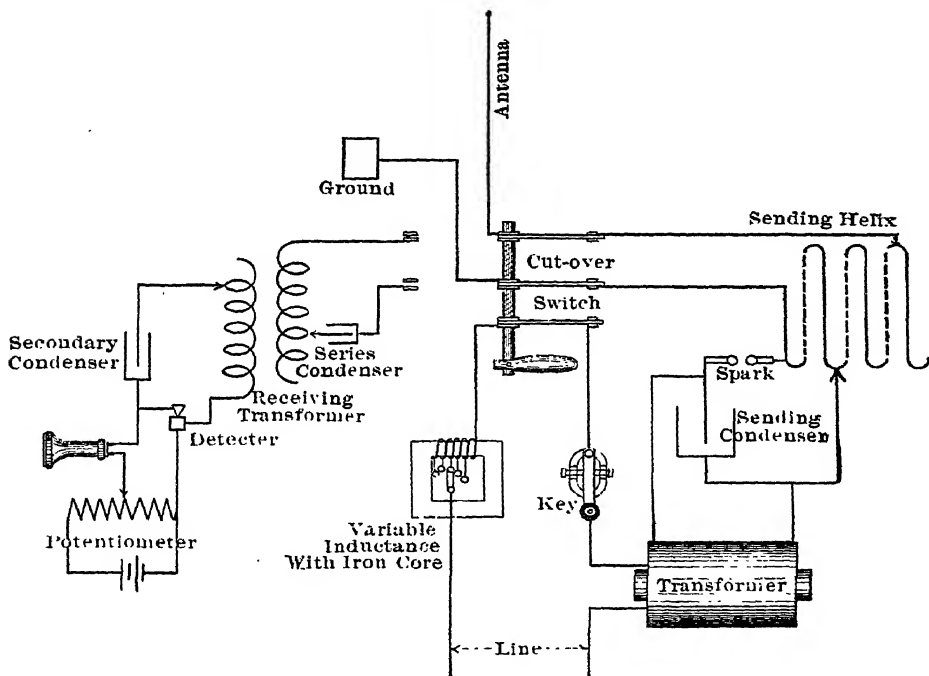 Antenna
Ground
Sending Helix
Cut-over
Switch
Secondary
Condenser
Series
Condenser
Receiving
Transformer
Detecter
Spark
Sending
Condenser
Key
Potentiometer
Variable
Inductance
With Iron Core
Transformer
Line